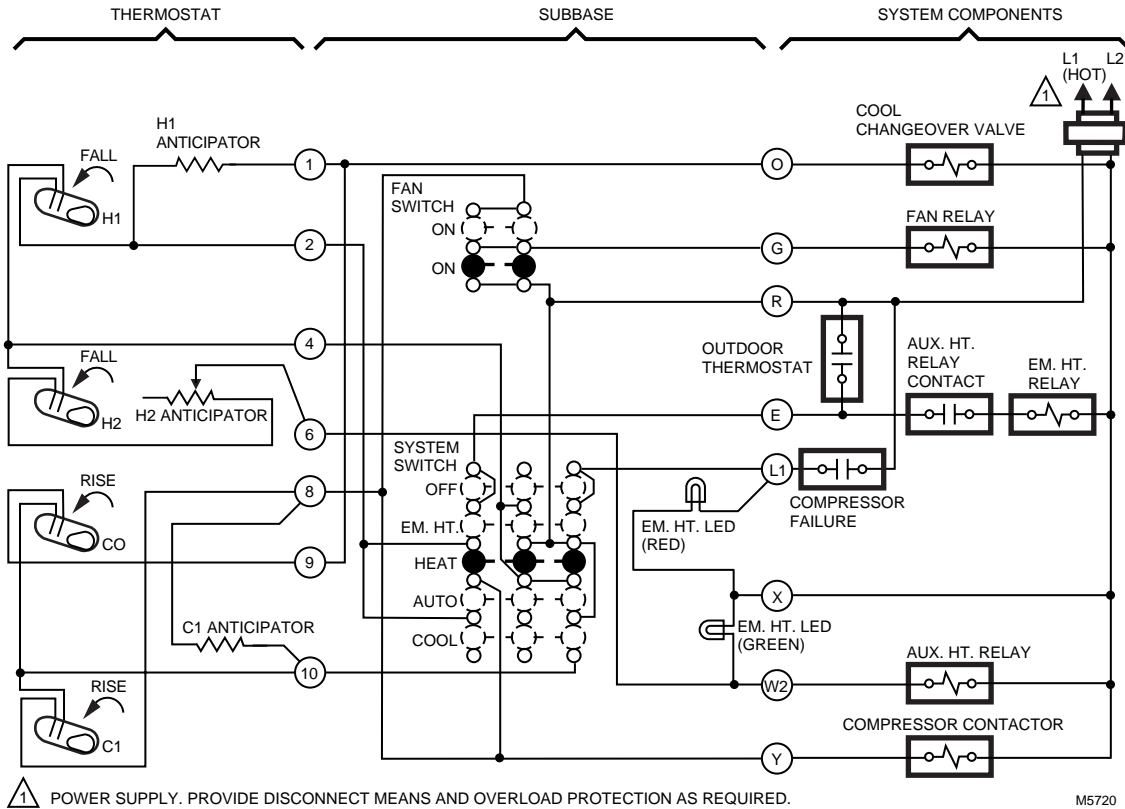 THERMOSTAT
SUBBASE
SYSTEM COMPONENTS
L1
(HOT)
L2
1
COOL
CHANGEOVER VALVE
H1
ANTICIPATOR
FALL
H1
1
O
FAN
SWITCH
ON
ON
FAN RELAY
2
G
R
4
FALL
H2
H2 ANTICIPATOR
OUTDOOR
THERMOSTAT
AUX. HT.
RELAY
CONTACT
EM. HT.
RELAY
E
6
SYSTEM
SWITCH
OFF
EM. HT.
HEAT
AUTO
COOL
RISE
CO
8
9
L1
COMPRESSOR
FAILURE
EM. HT. LED
(RED)
X
EM. HT. LED
(GREEN)
C1 ANTICIPATOR
10
AUX. HT. RELAY
W2
RISE
C1
COMPRESSOR CONTACTOR
Y
1 POWER SUPPLY. PROVIDE DISCONNECT MEANS AND OVERLOAD PROTECTION AS REQUIRED.
M5720